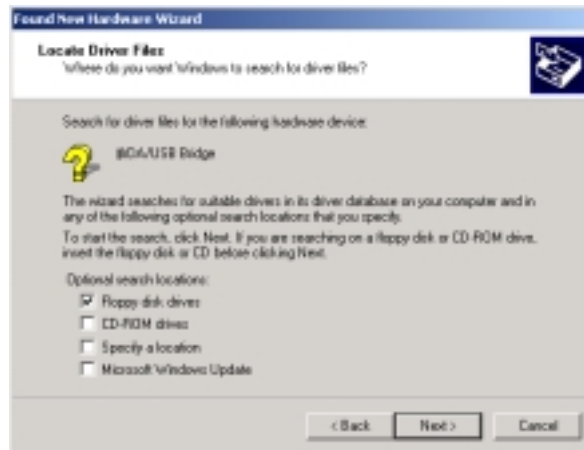 Found New Hardware Wizard
Locate Driver Files
Where do you want Windows to search for driver files?
Search for driver files for the following hardware device:
USB Bridge
The wizard searches for suitable drivers in its driver database on your computer and in
any of the following optional search locations that you specify.
To start the search, click Next. If you are searching on a floppy disk or CD-ROM drive,
insert the floppy disk or CD before clicking Next.
Optional search locations:
Floppy disk drives
CD-ROM drives
Specify a location
Microsoft Windows Update
< Back
Next >
Cancel